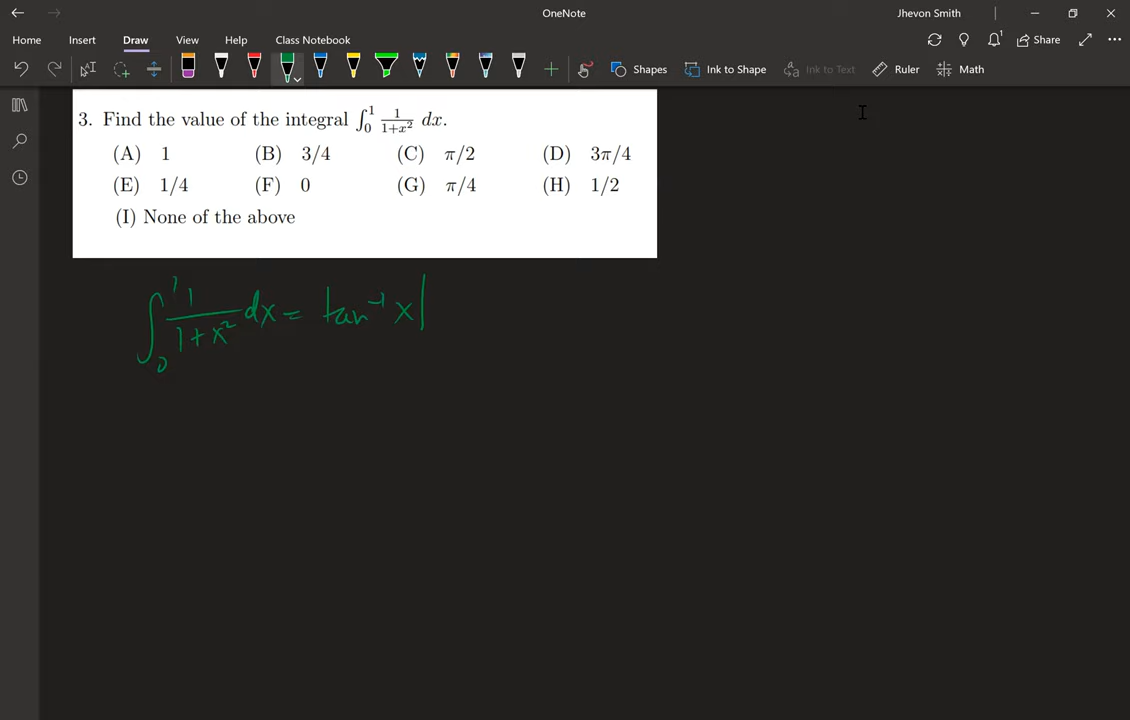 OneNote
Jhevon Smith
Home Insert Draw View Help Class Notebook
Share
Shapes Ink to Shape Ink to Text Ruler Math
3. Find the value of the integral ∫₀¹ 1/(1+x²) dx.
(A) 1 (B) 3/4 (C) π/2 (D) 3π/4
(E) 1/4 (F) 0 (G) π/4 (H) 1/2
(I) None of the above
∫₀¹ 1/(1+x²) dx = tan⁻¹ x|